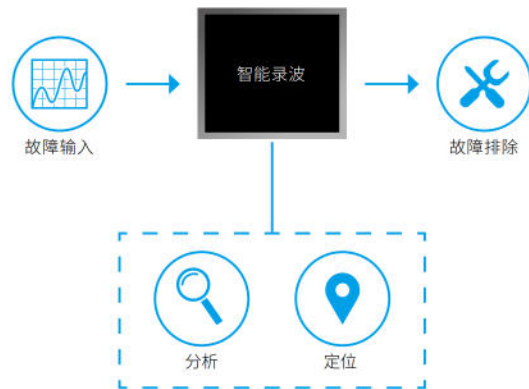 智能录波
故障输入
故障排除
分析
定位